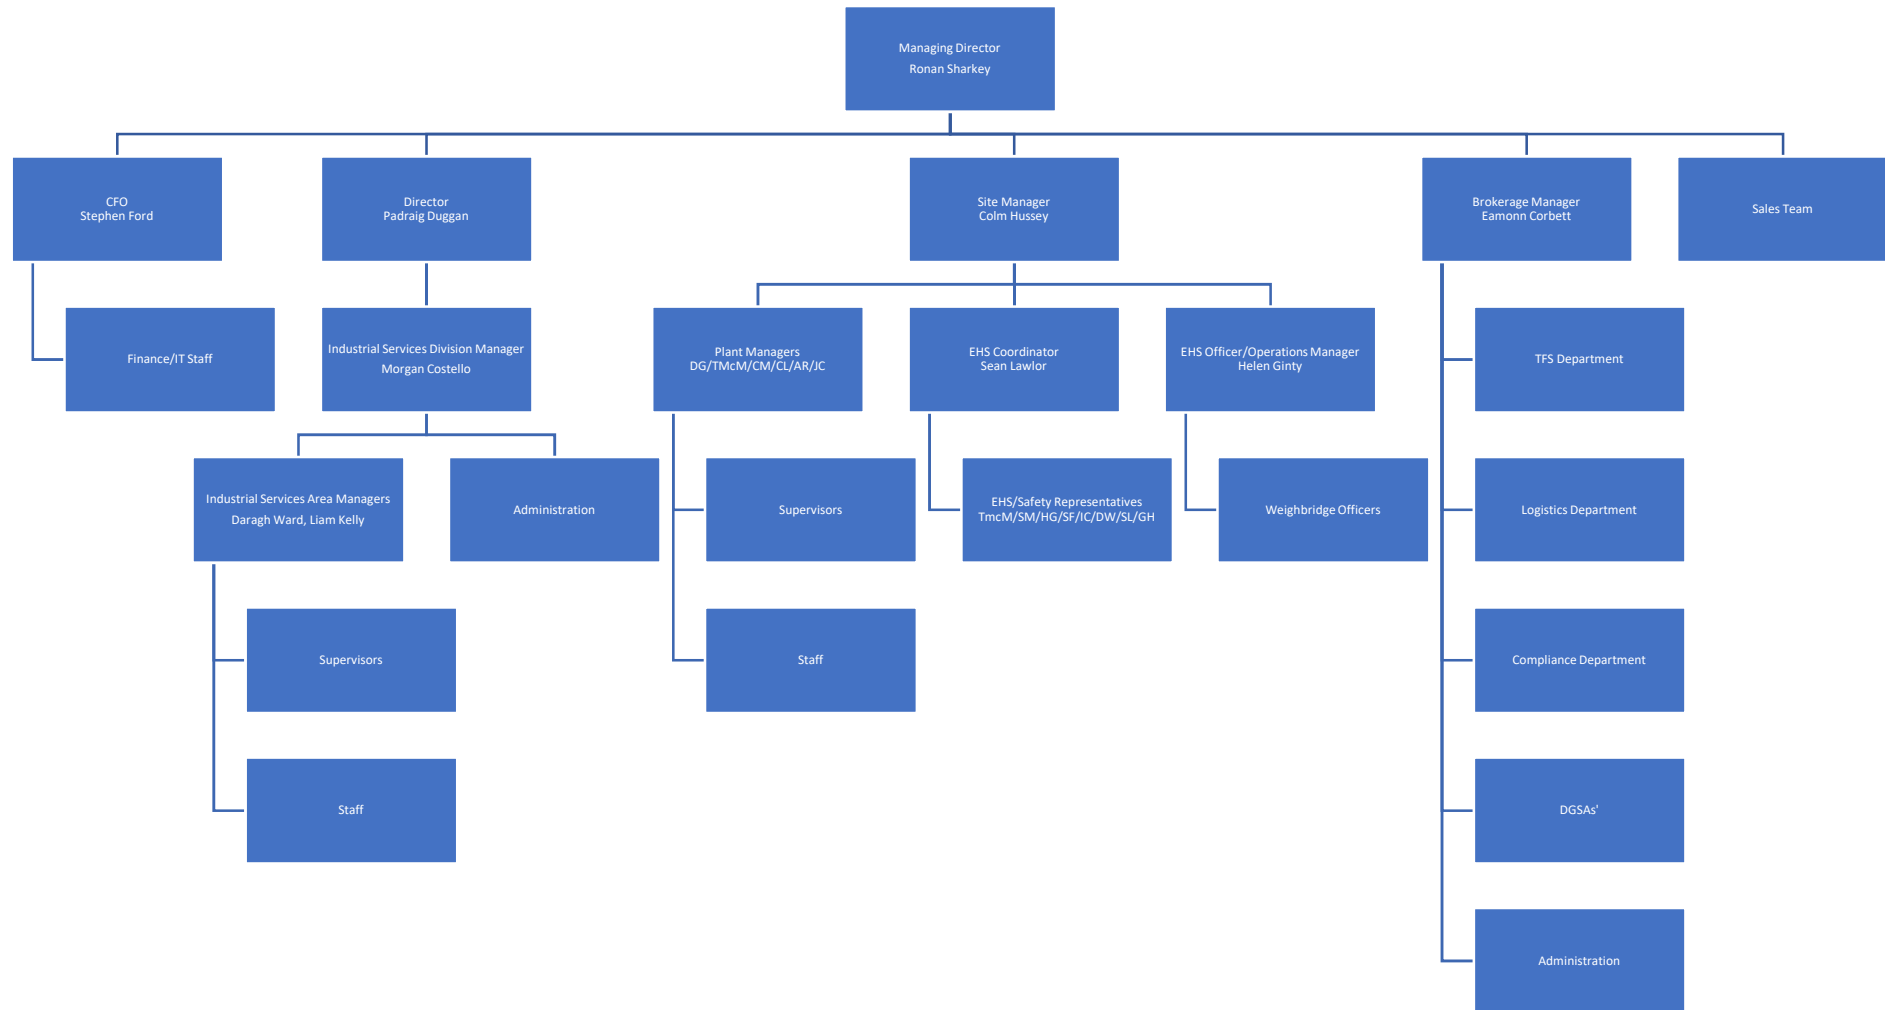 Managing Director
Ronan Sharkey
CFO
Stephen Ford
Director
Padraig Duggan
Site Manager
Colm Hussey
Brokerage Manager
Eamonn Corbett
Sales Team
Finance/IT Staff
Industrial Services Division Manager
Morgan Costello
Plant Managers
DG/TMcM/CM/CL/AR/JC
EHS Coordinator
Sean Lawlor
EHS Officer/Operations Manager
Helen Ginty
TFS Department
Industrial Services Area Managers
Daragh Ward, Liam Kelly
Administration
Supervisors
EHS/Safety Representatives
TmcM/SM/HG/SF/IC/DW/SL/GH
Weighbridge Officers
Logistics Department
Supervisors
Staff
Compliance Department
Staff
DGSAs'
Administration